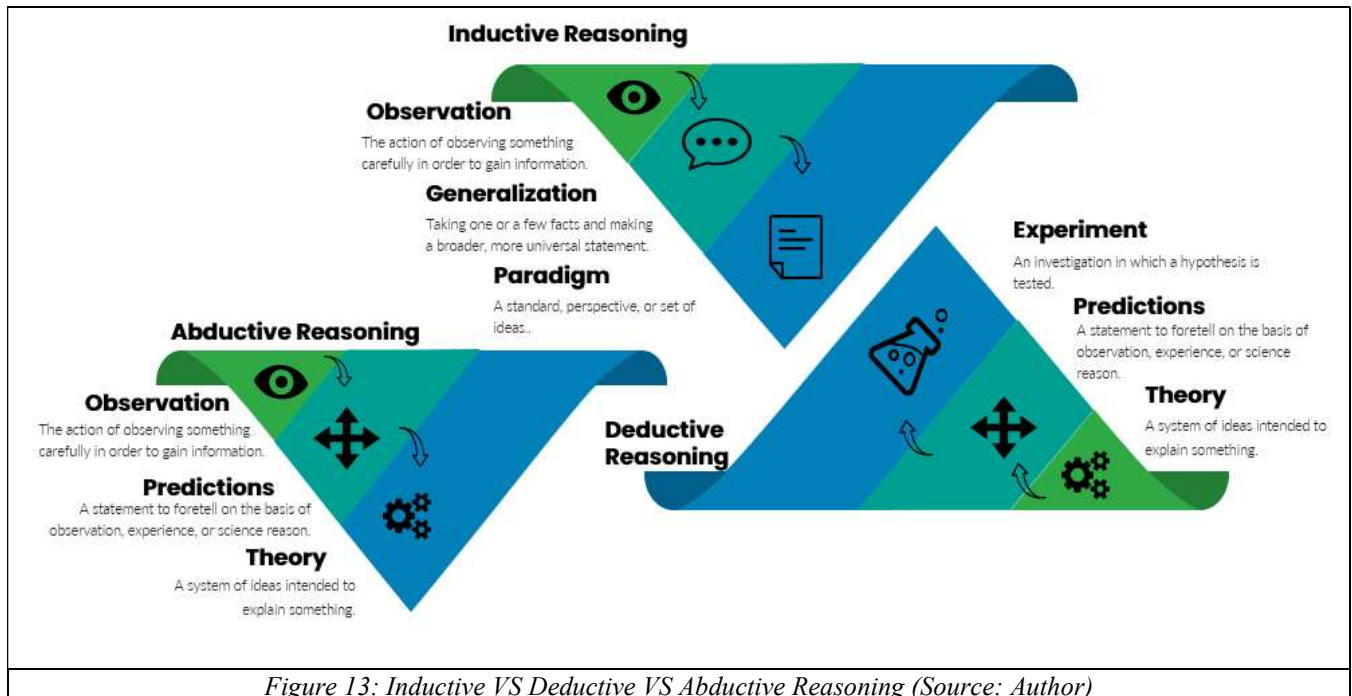 Inductive Reasoning
Observation
The action of observing something
carefully in order to gain information.
Generalization
Taking one or a few facts and making
a broader, more universal statement.
Paradigm
A standard, perspective, or set of
ideas..
Abductive Reasoning
Observation
The action of observing something
carefully in order to gain information.
Predictions
A statement to foretell on the basis of
observation, experience, or science reason.
Theory
A system of ideas intended to
explain something.
Deductive
Reasoning
Experiment
An investigation in which a hypothesis is
tested.
Predictions
A statement to foretell on the basis of
observation, experience, or science
reason.
Theory
A system of ideas intended to
explain something.
Figure 13: Inductive VS Deductive VS Abductive Reasoning (Source: Author)